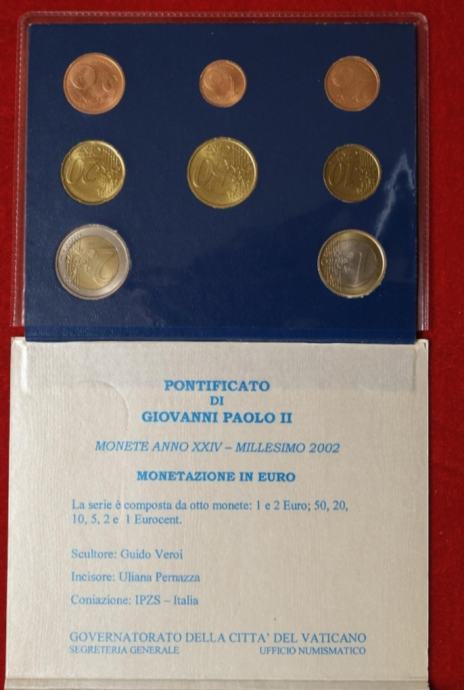 PONTIFICATO
DI
GIOVANNI PAOLO II
MONETE ANNO XXIV – MILLESIMO 2002
MONETAZIONE IN EURO
La serie è composta da otto monete: 1 e 2 Euro; 50, 20,
10, 5, 2 e 1 Eurocent.
Scultore: Guido Veroi
Incisore: Uliana Pernazza
Coniazione: IPZS – Italia
GOVERNATORATO DELLA CITTA' DEL VATICANO
SEGRETERIA GENERALE UFFICIO NUMISMATICO